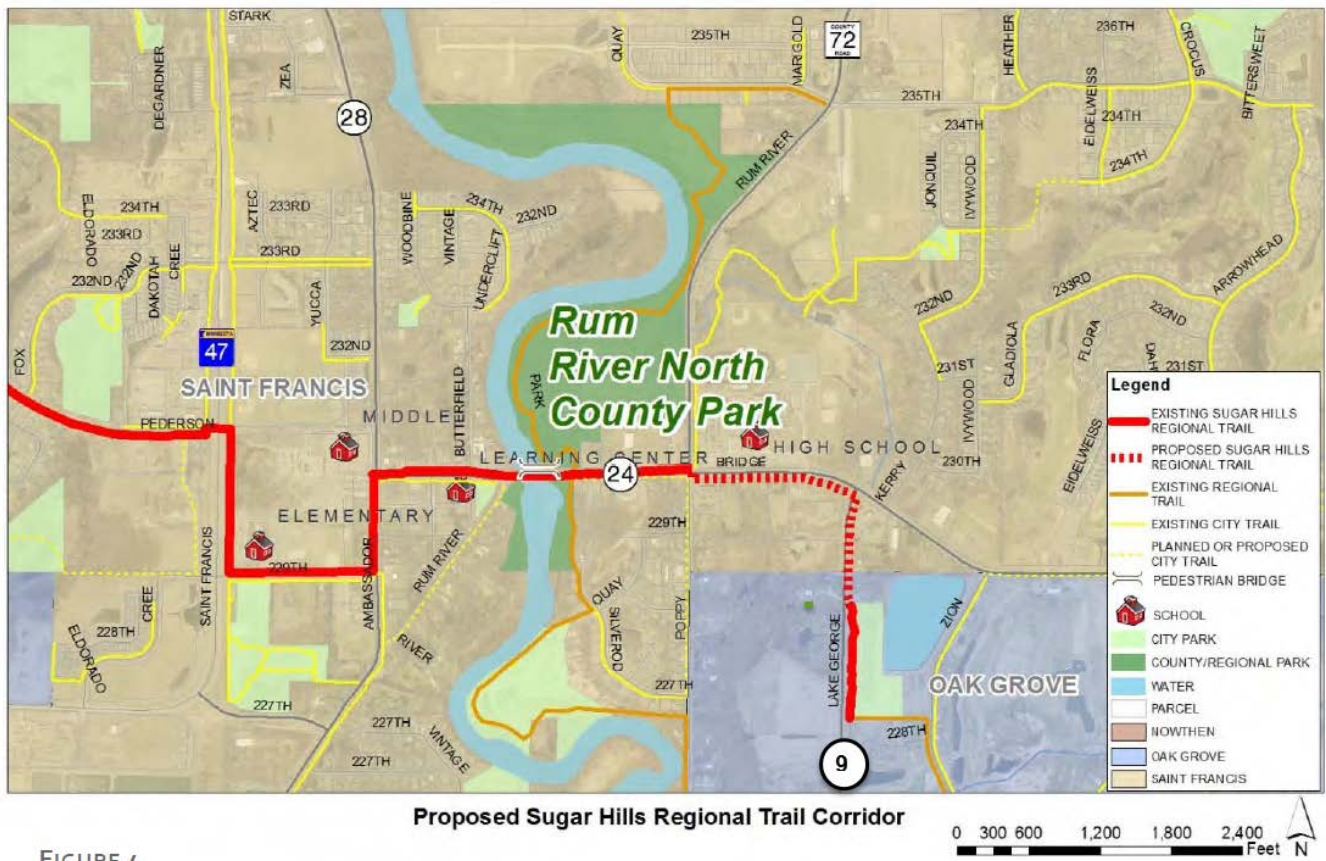 STARK
DEGARDNER
ZEA
28
QUAY
235TH
MARIGOLD
COUNTY
72
ROAD
HEATHER
236TH
CROCUS
BITTERSWEET
235TH
EIDELWEISS
234TH
234TH
234TH
RUM RIVER
JONQUIL
IVYWOOD
ELDORADO
234TH
233RD
232ND
232ND
DAKOTAH
CREE
AZTEC
233RD
233RD
YUCCA
232ND
WOODBINE
VINTAGE
234TH
232ND
UNDERCLIFT
ARROWHEAD
233RD
232ND
232ND
FLORA
GLADIOLA
231ST
231ST
FOX
MINNESOTA
47
SAINT FRANCIS
Rum
River North
County Park
PARK
BUTTERFIELD
PEDERSON
MIDDLE
LEARNING CENTER
24
BRIDGE
HIGH SCHOOL
IVYWOOD
230TH
KERRY
EIDELWEISS
ELEMENTARY
229TH
229TH
SAINT FRANCIS
AMBASSADOR
RUM RIVER
RIVER
QUAY
SILVEROD
POPPY
CREE
228TH
ELDORADO
227TH
227TH
227TH
227TH
VINTAGE
LAKE GEORGE
ZION
OAK GROVE
228TH
9
Legend
EXISTING SUGAR HILLS
REGIONAL TRAIL
PROPOSED SUGAR HILLS
REGIONAL TRAIL
EXISTING REGIONAL
TRAIL
EXISTING CITY TRAIL
PLANNED OR PROPOSED
CITY TRAIL
PEDESTRIAN BRIDGE
SCHOOL
CITY PARK
COUNTY/REGIONAL PARK
WATER
PARCEL
NOWTHEN
OAK GROVE
SAINT FRANCIS
Proposed Sugar Hills Regional Trail Corridor
0 300 600 1,200 1,800 2,400
Feet
N
FIGURE